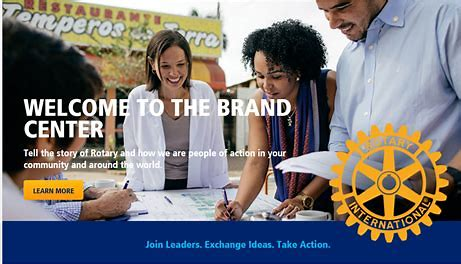 RESTAURANTE
Temperos da Terra
WELCOME TO THE BRAND
CENTER
Tell the story of Rotary and how we are people of action in your
community and around the world.
LEARN MORE
ROTARY
INTERNATIONAL
Join Leaders. Exchange Ideas. Take Action.